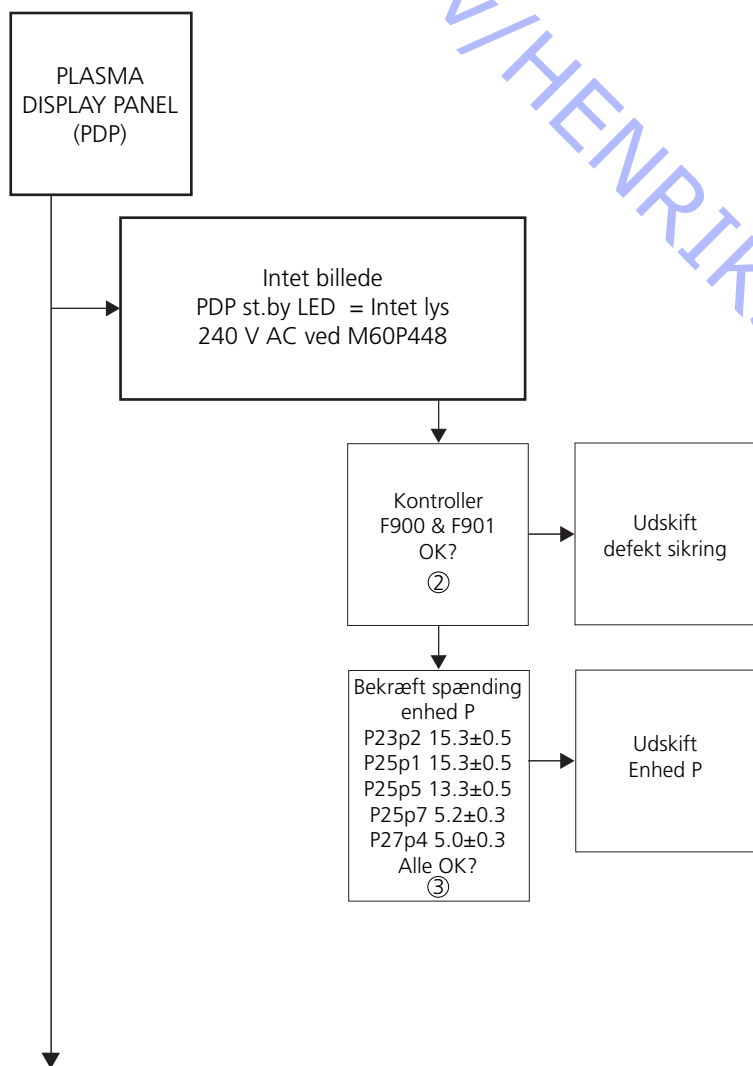 PLASMA
DISPLAY PANEL
(PDP)
V/HENRIK
Intet billede
PDP st.by LED = Intet lys
240 V AC ved M60P448
Kontroller
F900 & F901
OK?
②
Udskift
defekt sikring
Bekræft spænding
enhed P
P23p2 15.3±0.5
P25p1 15.3±0.5
P25p5 13.3±0.5
P25p7 5.2±0.3
P27p4 5.0±0.3
Alle OK?
③
Udskift
Enhed P